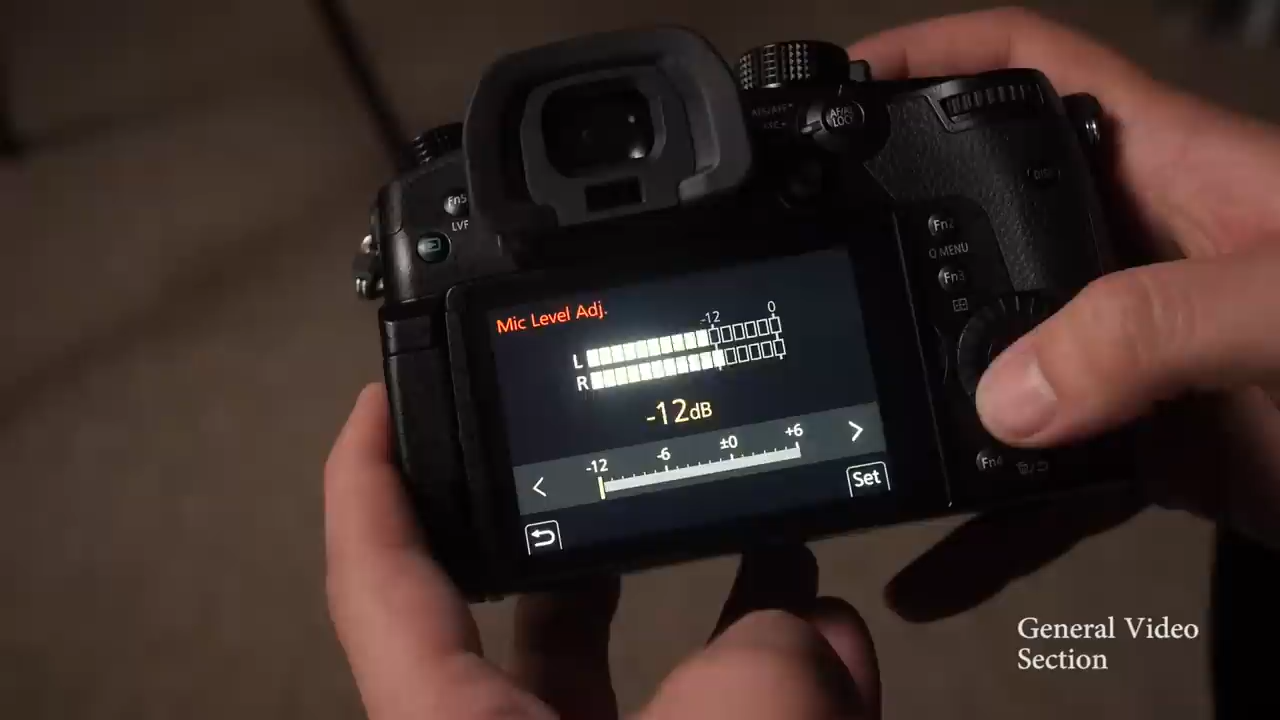 AF/AE
LOCK
Fn5
LVF
DISP.
Fn2
Q MENU
Fn3
Mic Level Adj.
-12 0
L
R
-12dB
-12 -6 ±0 +6
Set
Fn4
General Video
Section